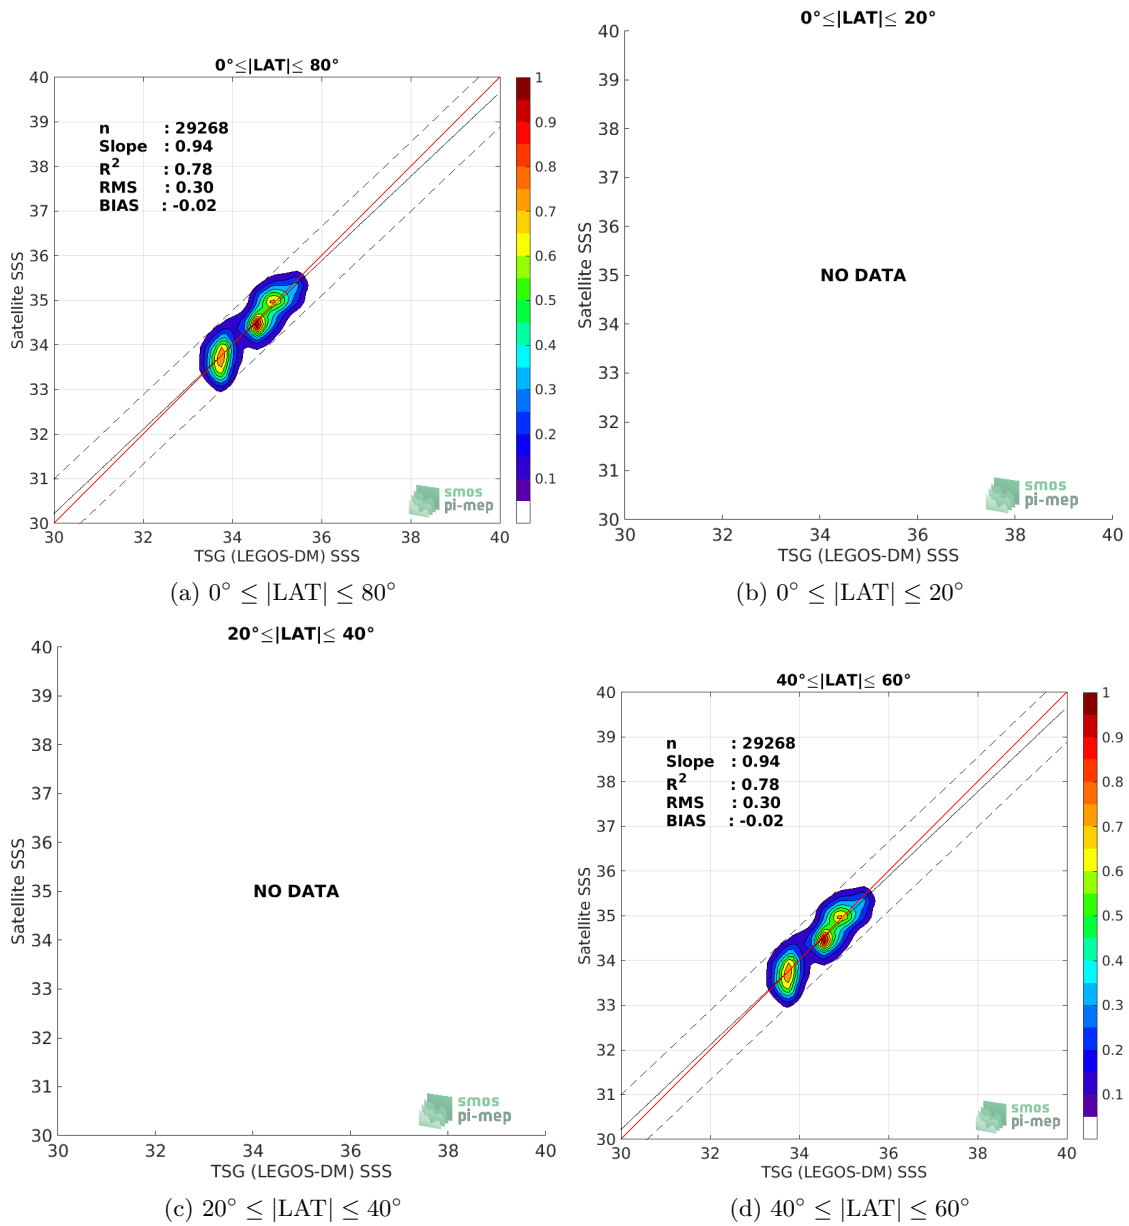 0°≤|LAT|≤ 80°
40
39
38
37
36
35
34
33
32
31
30
Satellite SSS
n : 29268
Slope : 0.94
R2 : 0.78
RMS : 0.30
BIAS : -0.02
smos
pi-mep
30 32 34 36 38 40
TSG (LEGOS-DM) SSS
1
0.9
0.8
0.7
0.6
0.5
0.4
0.3
0.2
0.1
(a) 0° ≤ |LAT| ≤ 80°
0°≤|LAT|≤ 20°
40
39
38
37
36
35
34
33
32
31
30
Satellite SSS
NO DATA
smos
pi-mep
30 32 34 36 38 40
TSG (LEGOS-DM) SSS
(b) 0° ≤ |LAT| ≤ 20°
20°≤|LAT|≤ 40°
40
39
38
37
36
35
34
33
32
31
30
Satellite SSS
NO DATA
smos
pi-mep
30 32 34 36 38 40
TSG (LEGOS-DM) SSS
(c) 20° ≤ |LAT| ≤ 40°
40°≤|LAT|≤ 60°
40
39
38
37
36
35
34
33
32
31
30
Satellite SSS
n : 29268
Slope : 0.94
R2 : 0.78
RMS : 0.30
BIAS : -0.02
smos
pi-mep
30 32 34 36 38 40
TSG (LEGOS-DM) SSS
1
0.9
0.8
0.7
0.6
0.5
0.4
0.3
0.2
0.1
(d) 40° ≤ |LAT| ≤ 60°